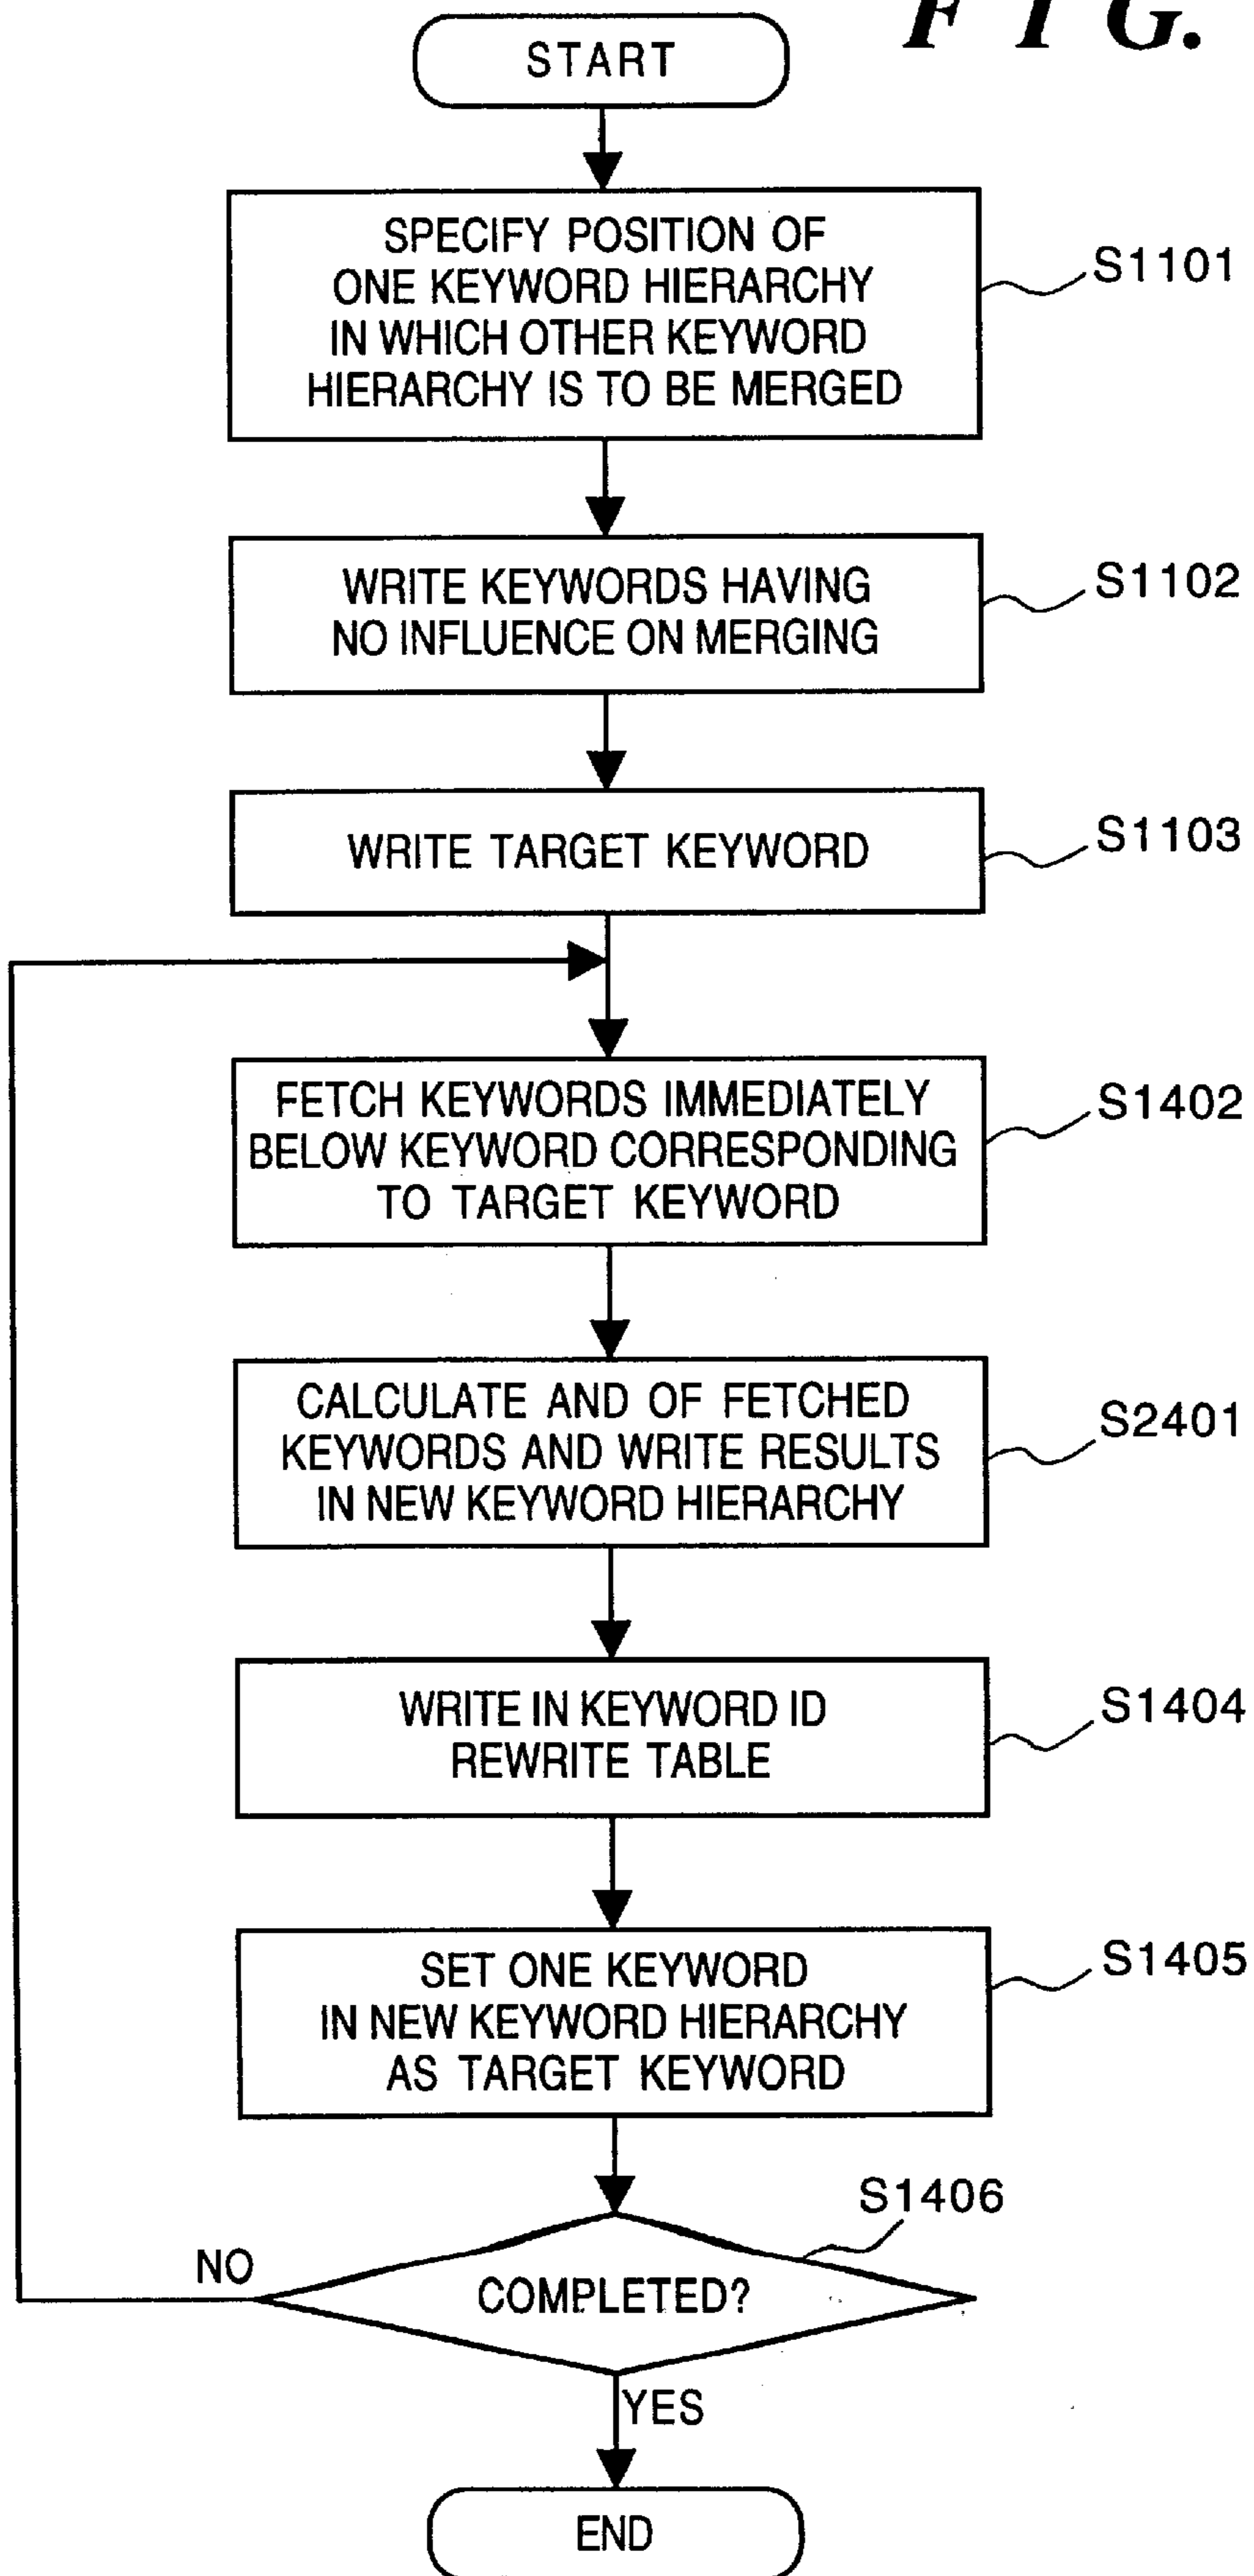 FIG.
START
SPECIFY POSITION OF
ONE KEYWORD HIERARCHY
IN WHICH OTHER KEYWORD
HIERARCHY IS TO BE MERGED
S1101
WRITE KEYWORDS HAVING
NO INFLUENCE ON MERGING
S1102
WRITE TARGET KEYWORD
S1103
FETCH KEYWORDS IMMEDIATELY
BELOW KEYWORD CORRESPONDING
TO TARGET KEYWORD
S1402
CALCULATE AND OF FETCHED
KEYWORDS AND WRITE RESULTS
IN NEW KEYWORD HIERARCHY
S2401
WRITE IN KEYWORD ID
REWRITE TABLE
S1404
SET ONE KEYWORD
IN NEW KEYWORD HIERARCHY
AS TARGET KEYWORD
S1405
S1406
NO
COMPLETED?
YES
END